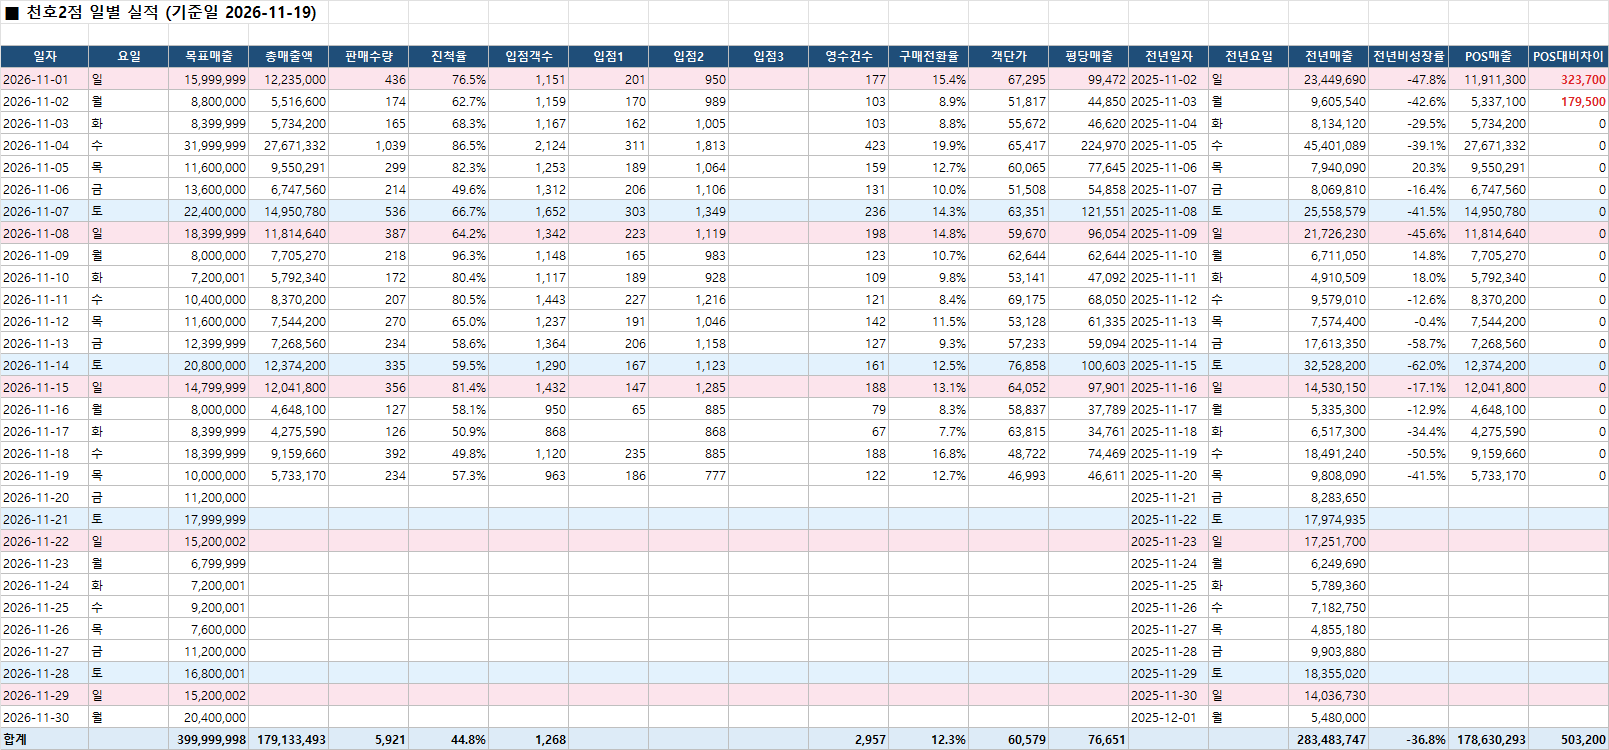 ■ 천호2점 일별 실적 (기준일 2026-11-19)
일자 요일 목표매출 총매출액 판매수량 진척율 입점객수 입점1 입점2 입점3 영수건수 구매전환율 객단가 평당매출 전년일자 전년요일 전년매출 전년비성장률 POS매출 POS대비차이
2026-11-01 일 15,999,999 12,235,000 436 76.5% 1,151 201 950 177 15.4% 67,295 99,472 2025-11-02 일 23,449,690 -47.8% 11,911,300 323,700
2026-11-02 월 8,800,000 5,516,600 174 62.7% 1,159 170 989 103 8.9% 51,817 44,850 2025-11-03 월 9,605,540 -42.6% 5,337,100 179,500
2026-11-03 화 8,399,999 5,734,200 165 68.3% 1,167 162 1,005 103 8.8% 55,672 46,620 2025-11-04 화 8,134,120 -29.5% 5,734,200 0
2026-11-04 수 31,999,999 27,671,332 1,039 86.5% 2,124 311 1,813 423 19.9% 65,417 224,970 2025-11-05 수 45,401,089 -39.1% 27,671,332 0
2026-11-05 목 11,600,000 9,550,291 299 82.3% 1,253 189 1,064 159 12.7% 60,065 77,645 2025-11-06 목 7,940,090 20.3% 9,550,291 0
2026-11-06 금 13,600,000 6,747,560 214 49.6% 1,312 206 1,106 131 10.0% 51,508 54,858 2025-11-07 금 8,069,810 -16.4% 6,747,560 0
2026-11-07 토 22,400,000 14,950,780 536 66.7% 1,652 303 1,349 236 14.3% 63,351 121,551 2025-11-08 토 25,558,579 -41.5% 14,950,780 0
2026-11-08 일 18,399,999 11,814,640 387 64.2% 1,342 223 1,119 198 14.8% 59,670 96,054 2025-11-09 일 21,726,230 -45.6% 11,814,640 0
2026-11-09 월 8,000,000 7,705,270 218 96.3% 1,148 165 983 123 10.7% 62,644 62,644 2025-11-10 월 6,711,050 14.8% 7,705,270 0
2026-11-10 화 7,200,001 5,792,340 172 80.4% 1,117 189 928 109 9.8% 53,141 47,092 2025-11-11 화 4,910,509 18.0% 5,792,340 0
2026-11-11 수 10,400,000 8,370,200 207 80.5% 1,443 227 1,216 121 8.4% 69,175 68,050 2025-11-12 수 9,579,010 -12.6% 8,370,200 0
2026-11-12 목 11,600,000 7,544,200 270 65.0% 1,237 191 1,046 142 11.5% 53,128 61,335 2025-11-13 목 7,574,400 -0.4% 7,544,200 0
2026-11-13 금 12,399,999 7,268,560 234 58.6% 1,364 206 1,158 127 9.3% 57,233 59,094 2025-11-14 금 17,613,350 -58.7% 7,268,560 0
2026-11-14 토 20,800,000 12,374,200 335 59.5% 1,290 167 1,123 161 12.5% 76,858 100,603 2025-11-15 토 32,528,200 -62.0% 12,374,200 0
2026-11-15 일 14,799,999 12,041,800 356 81.4% 1,432 147 1,285 188 13.1% 64,052 97,901 2025-11-16 일 14,530,150 -17.1% 12,041,800 0
2026-11-16 월 8,000,000 4,648,100 127 58.1% 950 65 885 79 8.3% 58,837 37,789 2025-11-17 월 5,335,300 -12.9% 4,648,100 0
2026-11-17 화 8,399,999 4,275,590 126 50.9% 868 868 67 7.7% 63,815 34,761 2025-11-18 화 6,517,300 -34.4% 4,275,590 0
2026-11-18 수 18,399,999 9,159,660 392 49.8% 1,120 235 885 188 16.8% 48,722 74,469 2025-11-19 수 18,491,240 -50.5% 9,159,660 0
2026-11-19 목 10,000,000 5,733,170 234 57.3% 963 186 777 122 12.7% 46,993 46,611 2025-11-20 목 9,808,090 -41.5% 5,733,170 0
2026-11-20 금 11,200,000 2025-11-21 금 8,283,650
2026-11-21 토 17,999,999 2025-11-22 토 17,974,935
2026-11-22 일 15,200,002 2025-11-23 일 17,251,700
2026-11-23 월 6,799,999 2025-11-24 월 6,249,690
2026-11-24 화 7,200,001 2025-11-25 화 5,789,360
2026-11-25 수 9,200,001 2025-11-26 수 7,182,750
2026-11-26 목 7,600,000 2025-11-27 목 4,855,180
2026-11-27 금 11,200,000 2025-11-28 금 9,903,880
2026-11-28 토 16,800,001 2025-11-29 토 18,355,020
2026-11-29 일 15,200,002 2025-11-30 일 14,036,730
2026-11-30 월 20,400,000 2025-12-01 월 5,480,000
합계 399,999,998 179,133,493 5,921 44.8% 1,268 2,957 12.3% 60,579 76,651 283,483,747 -36.8% 178,630,293 503,200